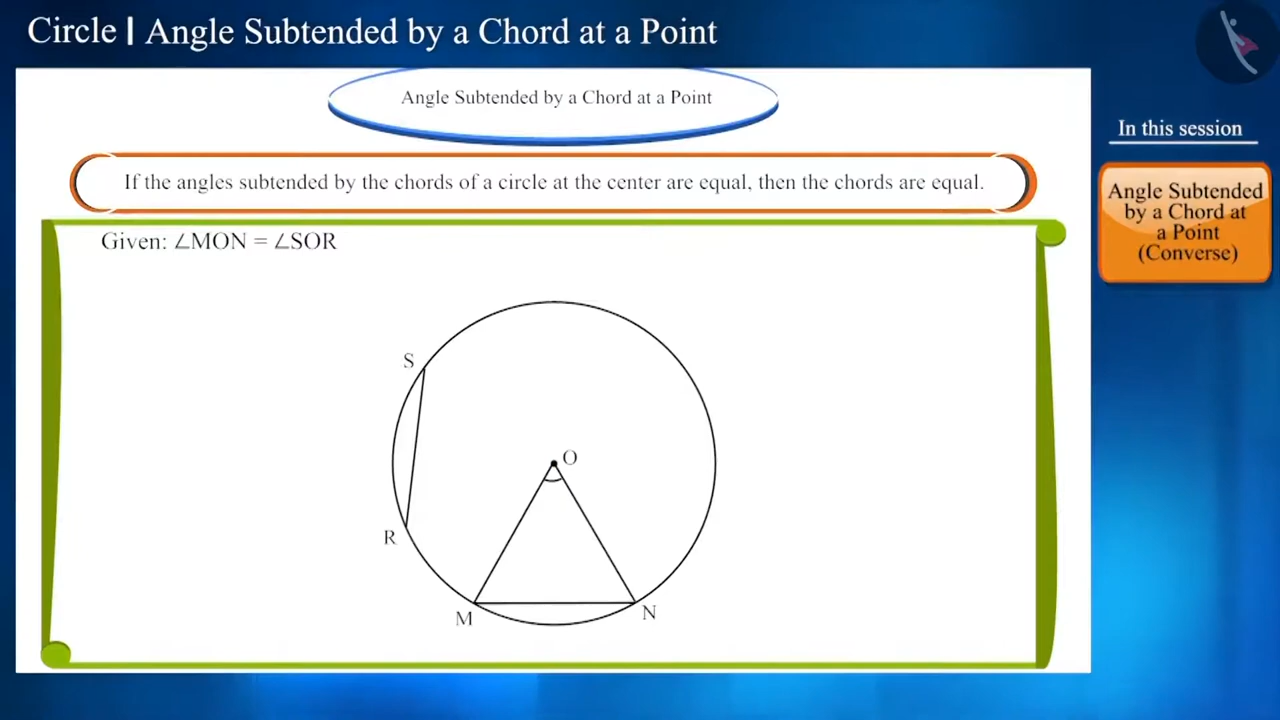 Circle | Angle Subtended by a Chord at a Point
Angle Subtended by a Chord at a Point
In this session
If the angles subtended by the chords of a circle at the center are equal, then the chords are equal.
Angle Subtended
by a Chord at
a Point
(Converse)
Given: ∠MON = ∠SOR
S
O
R
M
N